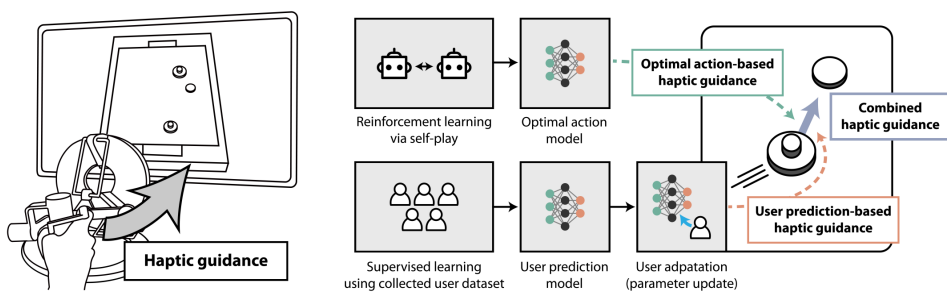 Haptic guidance
Reinforcement learning
via self-play
Optimal action
model
Optimal action-based
haptic guidance
Combined
haptic guidance
User prediction-based
haptic guidance
Supervised learning
using collected user dataset
User prediction
model
User adpatation
(parameter update)